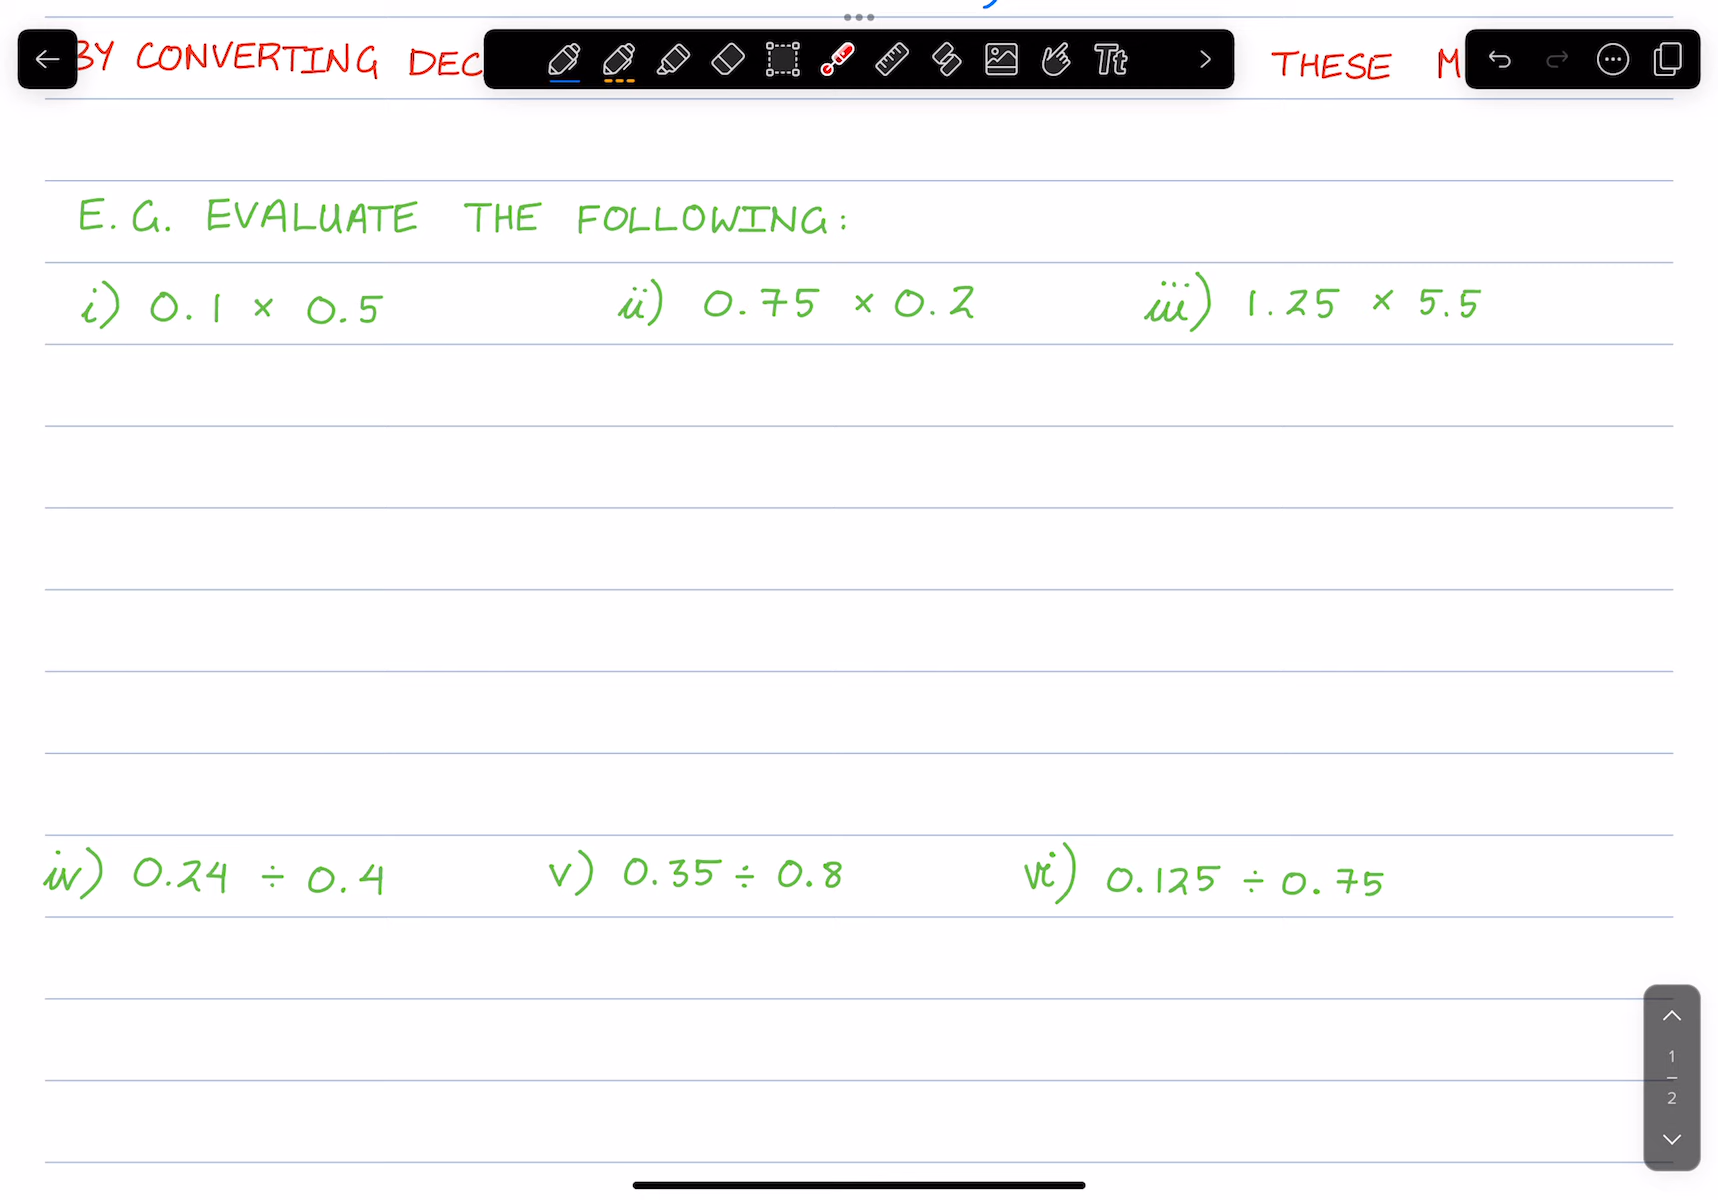 BY CONVERTING DEC THESE M
Tt
E.G. EVALUATE THE FOLLOWING:
i) 0.1 × 0.5 ii) 0.75 × 0.2 iii) 1.25 × 5.5
iv) 0.24 ÷ 0.4 v) 0.35 ÷ 0.8 vi) 0.125 ÷ 0.75
1
2